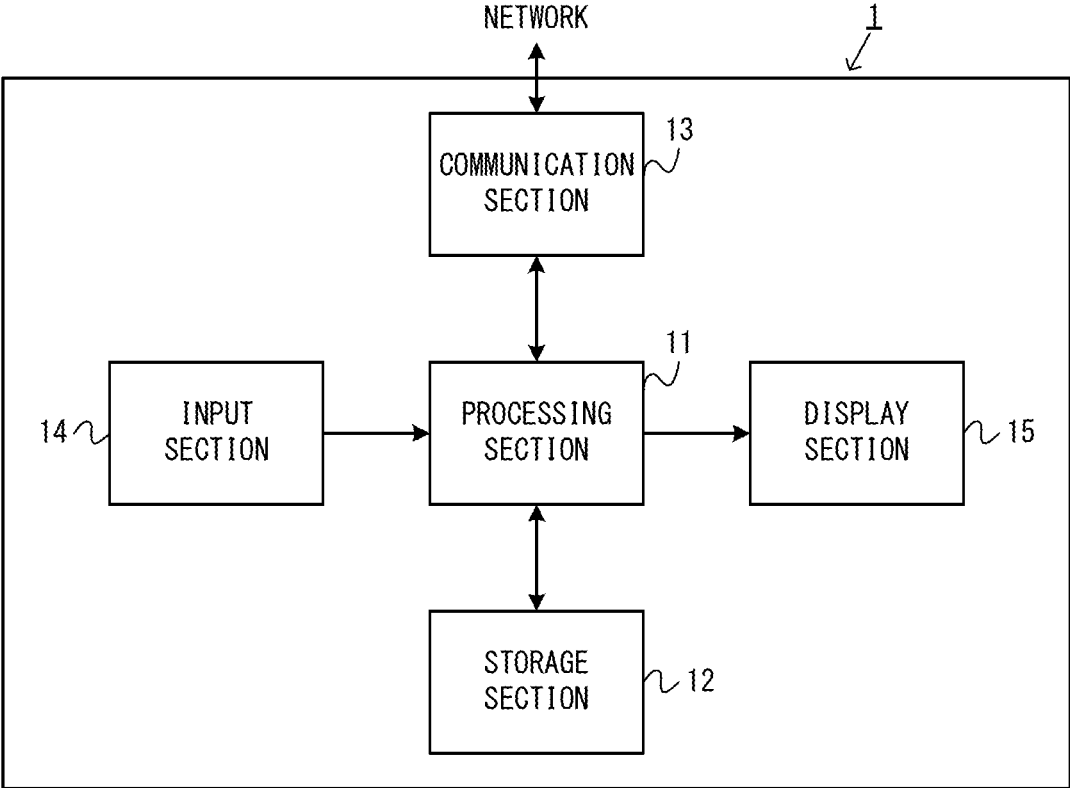 NETWORK
1
COMMUNICATION
SECTION
13
INPUT
SECTION
14
PROCESSING
SECTION
11
DISPLAY
SECTION
15
STORAGE
SECTION
12